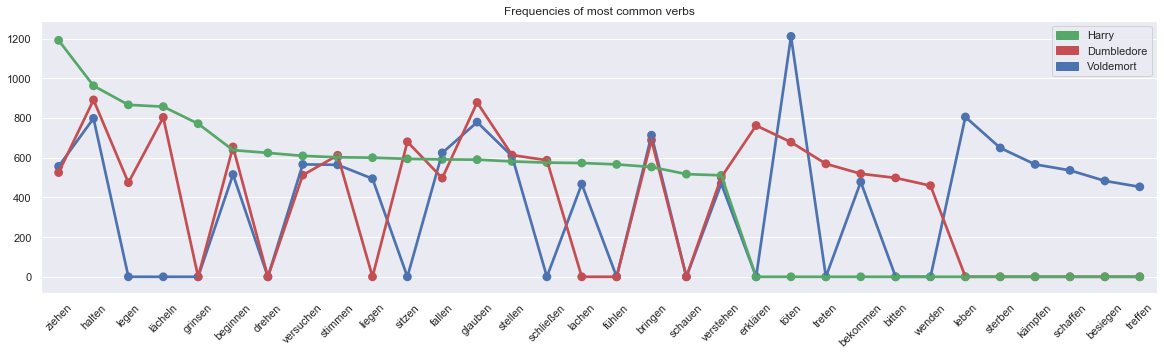 Frequencies of most common verbs
Harry
Dumbledore
Voldemort
1200
1000
800
600
400
200
0
ziehen
halten
legen
lächeln
grinsen
beginnen
drehen
versuchen
stimmen
liegen
sitzen
fallen
glauben
stellen
schließen
lachen
fühlen
bringen
schauen
verstehen
erklären
töten
treten
bekommen
bitten
wenden
leben
sterben
kämpfen
schaffen
besiegen
treffen